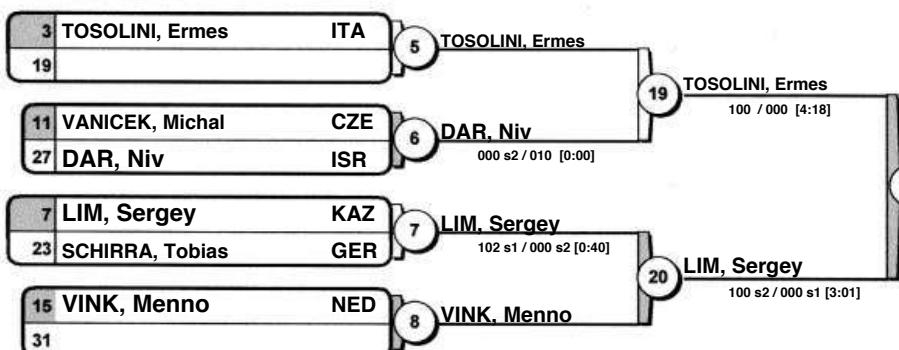 3 TOSOLINI, Ermes ITA
19
5 TOSOLINI, Ermes
11 VANICEK, Michal CZE
27 DAR, Niv ISR
6 DAR, Niv
000 s2 / 010 [0:00]
19 TOSOLINI, Ermes
100 / 000 [4:18]
7 LIM, Sergey KAZ
23 SCHIRRA, Tobias GER
7 LIM, Sergey
102 s1 / 000 s2 [0:40]
15 VINK, Menno NED
31
8 VINK, Menno
20 LIM, Sergey
100 s2 / 000 s1 [3:01]